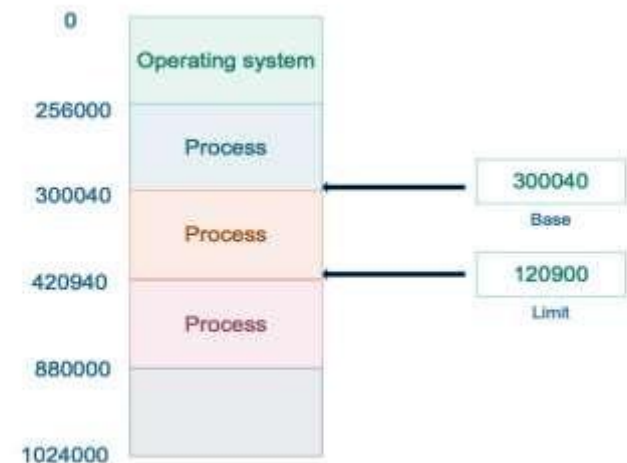 0
Operating system
256000
Process
300040
300040
Base
Process
120900
420940
Limit
Process
880000
1024000